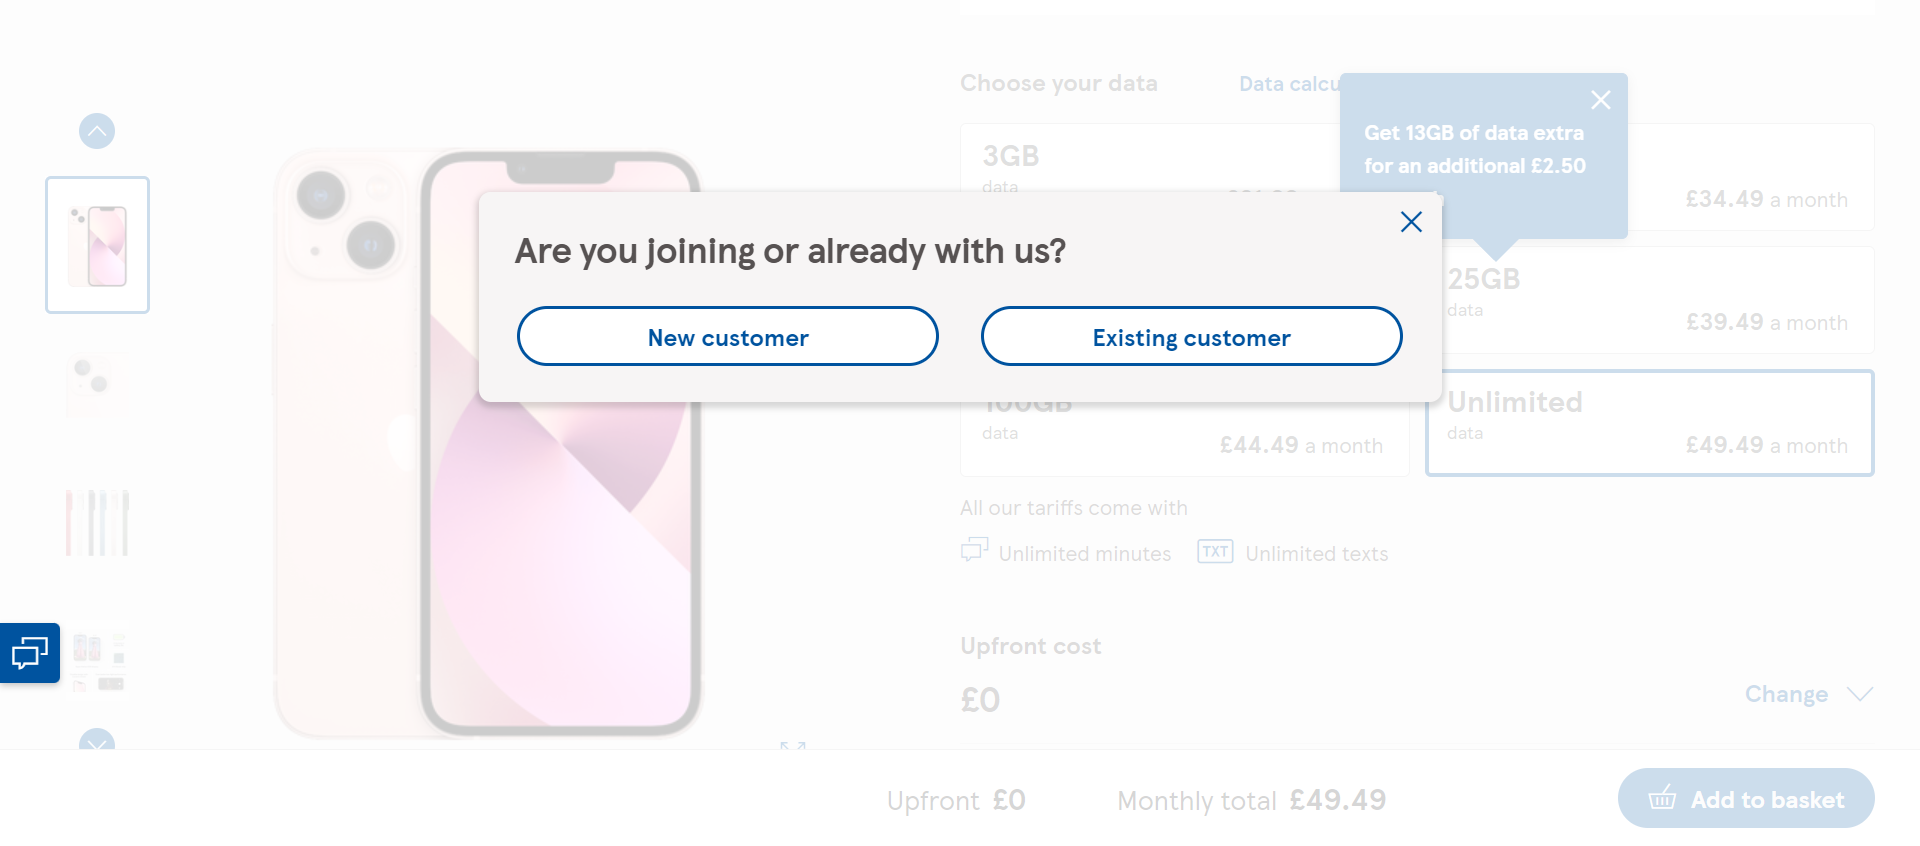 Choose your data
Data calcu
Get 13GB of data extra
for an additional £2.50
3GB
data
£34.49 a month
Are you joining or already with us?
New customer
Existing customer
25GB
data
£39.49 a month
100GB
data
£44.49 a month
Unlimited
data
£49.49 a month
All our tariffs come with
Unlimited minutes
TXT
Unlimited texts
Upfront cost
£0
Change
Upfront £0
Monthly total £49.49
Add to basket